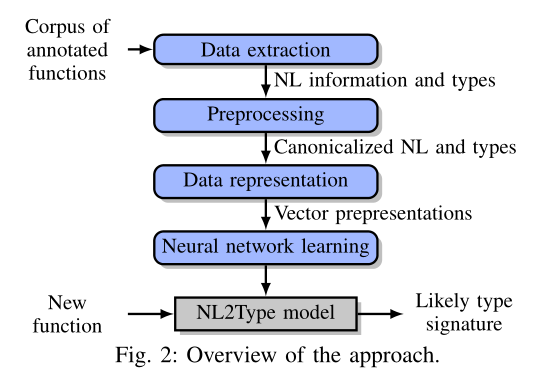 Corpus of
annotated
functions
Data extraction
NL information and types
Preprocessing
Canonicalized NL and types
Data representation
Vector prepresentations
Neural network learning
New
function
NL2Type model
Likely type
signature
Fig. 2: Overview of the approach.